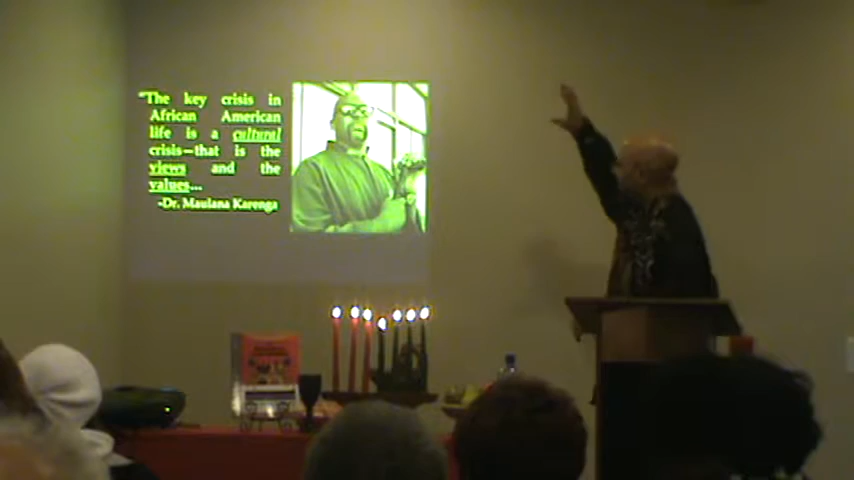 "The key crisis in
African American
life is a cultural
crisis—that is the
views and the
values...
-Dr. Maulana Karenga